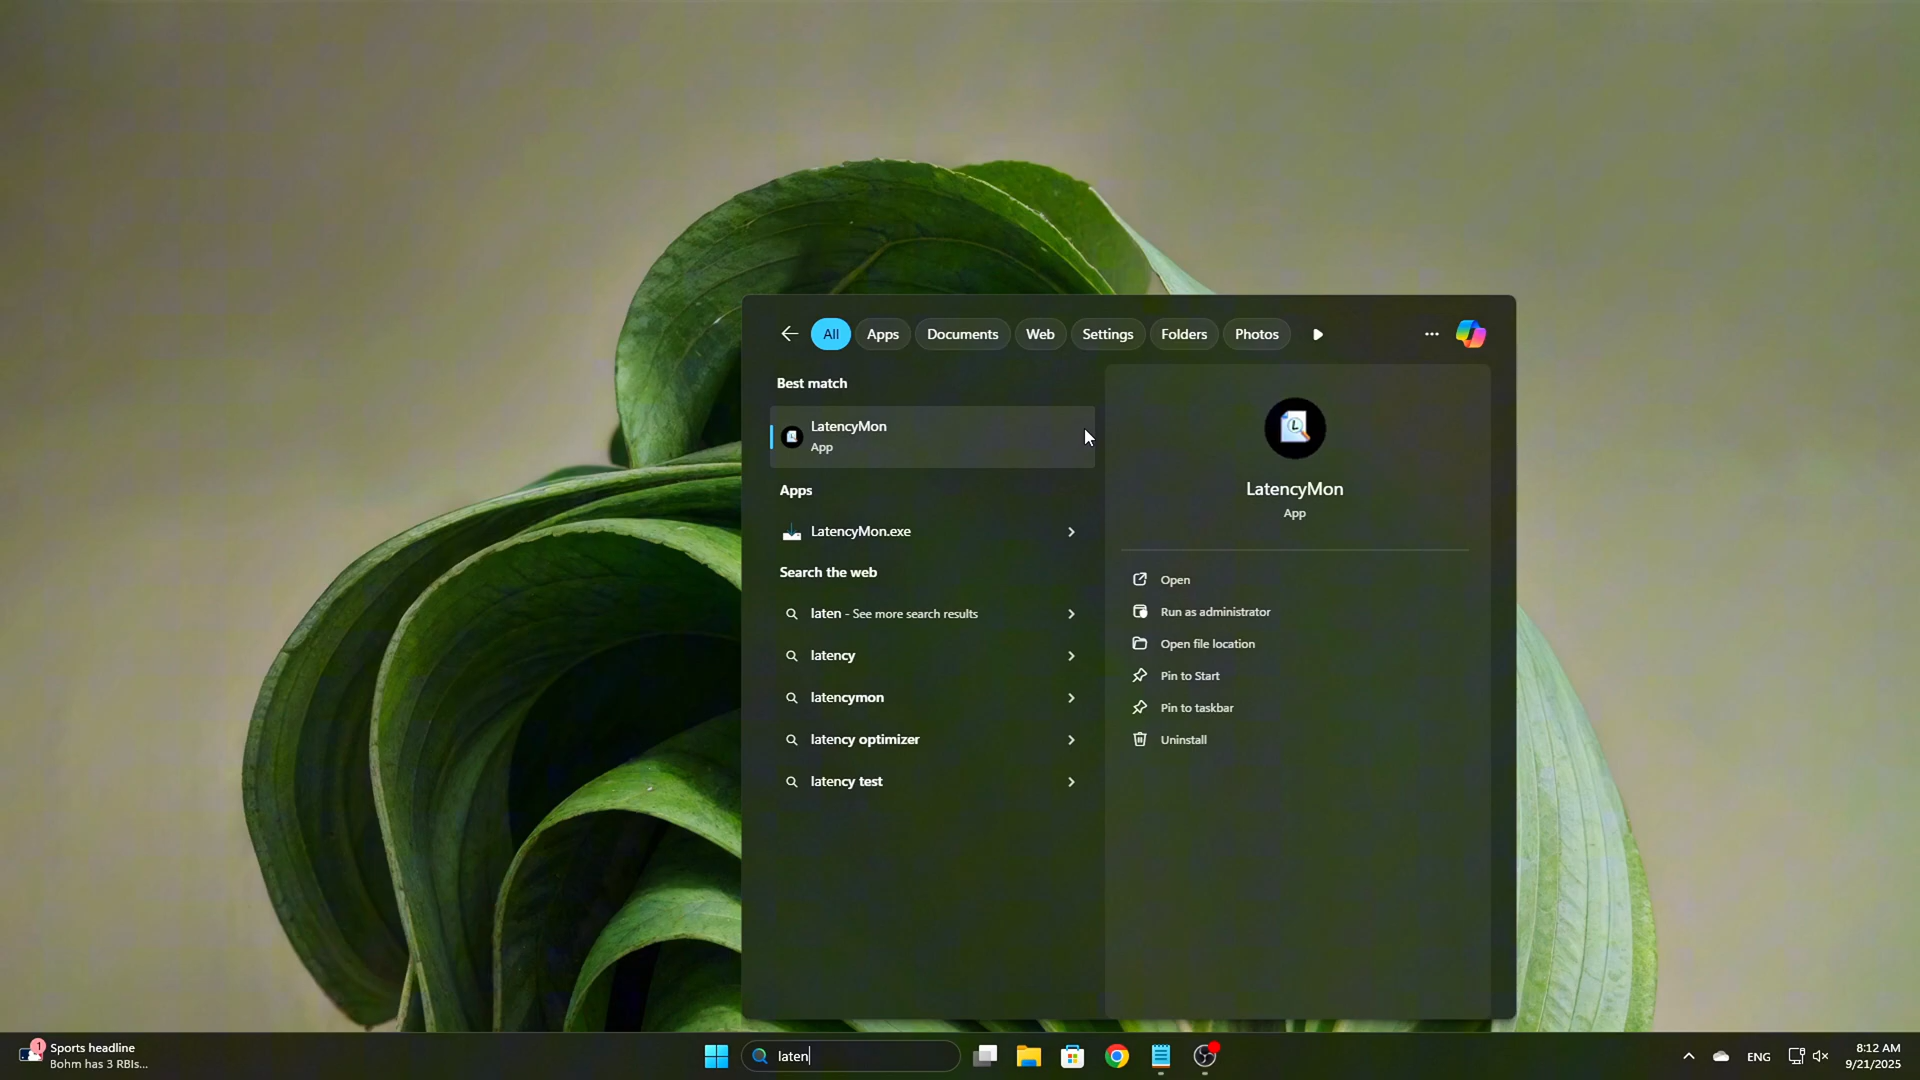 All
Apps
Documents
Web
Settings
Folders
Photos
Best match
LatencyMon
App
Apps
LatencyMon.exe
Search the web
laten - See more search results
latency
latencymon
latency optimizer
latency test
L
LatencyMon
App
Open
Run as administrator
Open file location
Pin to Start
Pin to taskbar
Uninstall
1
Sports headline
Bohm has 3 RBIs...
laten
ENG
8:12 AM
9/21/2025